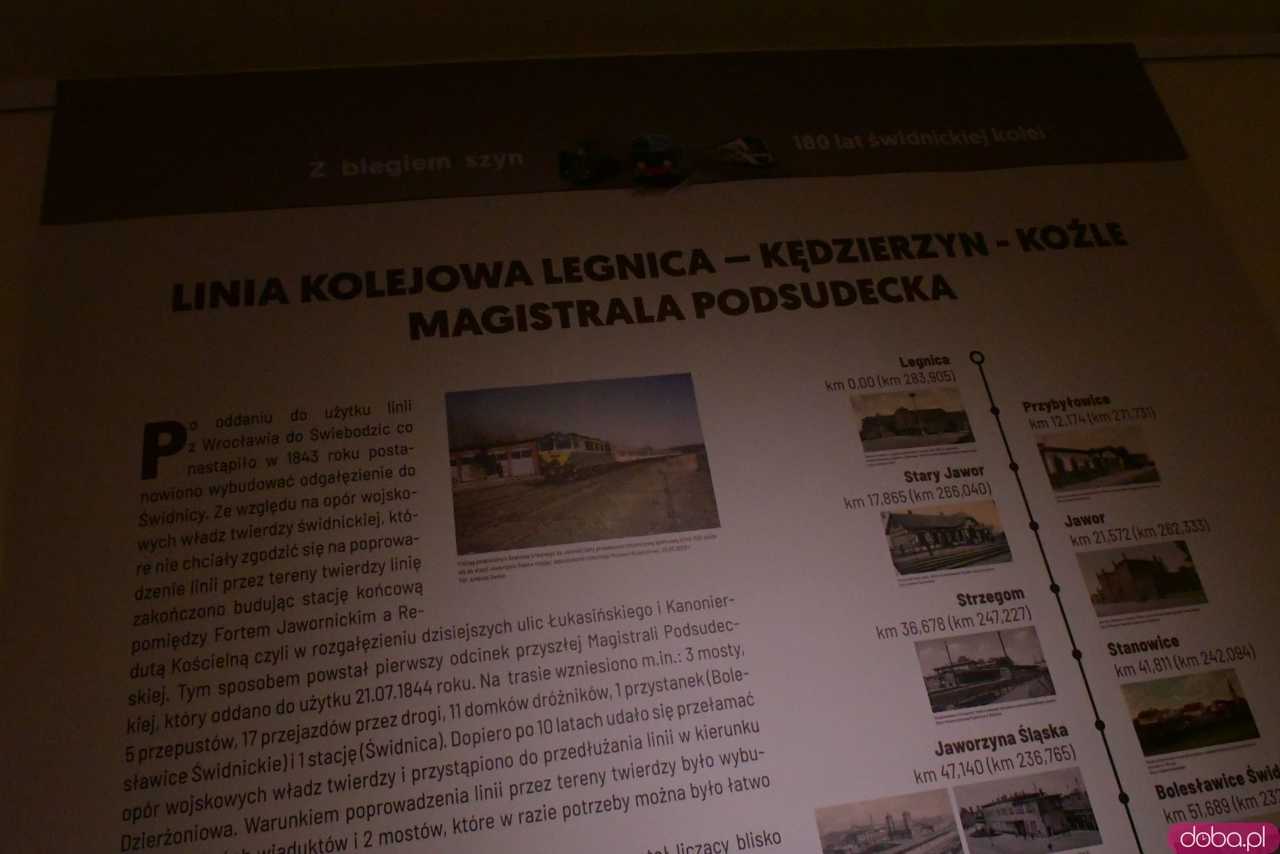 Z biegiem szyn
180 lat świdnickiej kolei
LINIA KOLEJOWA LEGNICA – KĘDZIERZYN - KOŹLE
MAGISTRALA PODSUDECKA
Po oddaniu do użytku linii
z Wrocławia do Świebodzic co
nastąpiło w 1843 roku posta-
nowiono wybudować odgałęzienie do
Świdnicy. Ze względu na opór wojsko-
wych władz twierdzy świdnickiej, któ-
re nie chciały zgodzić się na poprowa-
dzenie linii przez tereny twierdzy linię
zakończono budując stację końcową
pomiędzy Fortem Jawornickim a Re-
dutą Kościelną czyli w rozgałęzieniu dzisiejszych ulic Łukasińskiego i Kanonier-
skiej. Tym sposobem powstał pierwszy odcinek przyszłej Magistrali Podsudec-
kiej, który oddano do użytku 21.07.1844 roku. Na trasie wzniesiono m.in.: 3 mosty,
5 przepustów, 17 przejazdów przez drogi, 11 domków dróżników, 1 przystanek (Bole-
sławice Świdnickie) i 1 stację (Świdnica). Dopiero po 10 latach udało się przełamać
opór wojskowych władz twierdzy i przystąpiono do przedłużania linii w kierunku
Dzierżoniowa. Warunkiem poprowadzenia linii przez tereny twierdzy było wybu-
wiaduktów i 2 mostów, które w razie potrzeby można było łatwo
liczący blisko
Legnica
km 0.00 (km 283,905)
Przybyłowice
km 12,174 (km 271,731)
Stary Jawor
km 17,865 (km 266,040)
Jawor
km 21,572 (km 262,333)
Strzegom
km 36,678 (km 247,227)
Stanowice
km 41,811 (km 242,094)
Jaworzyna Śląska
km 47,140 (km 236,765)
Bolesławice Świd
km 51,689 (km 23
doba.pl